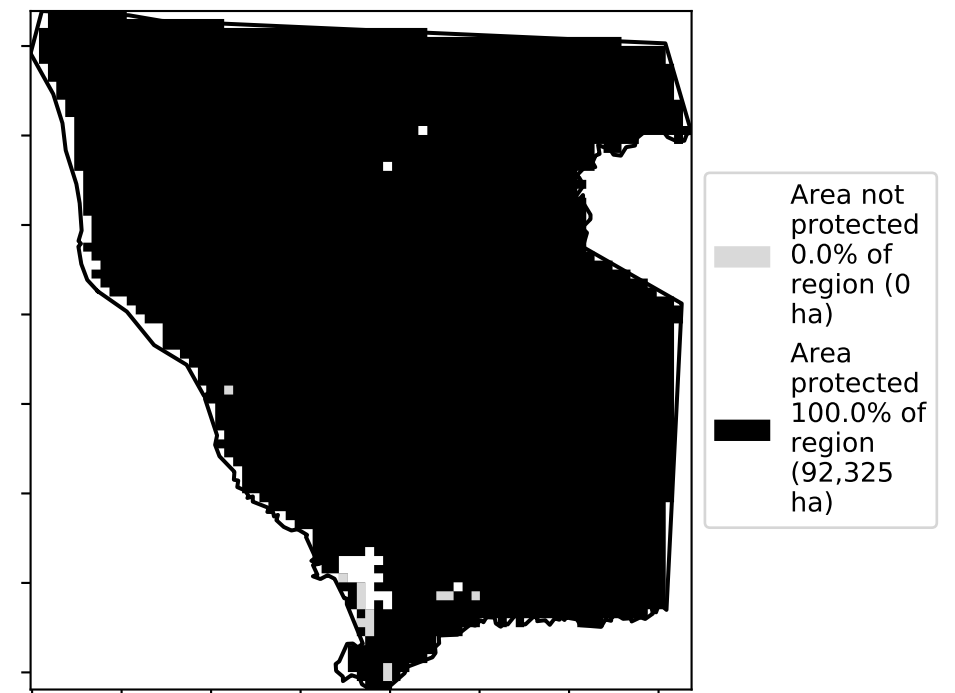 Area not
protected
0.0% of
region (0
ha)
Area
protected
100.0% of
region
(92,325
ha)